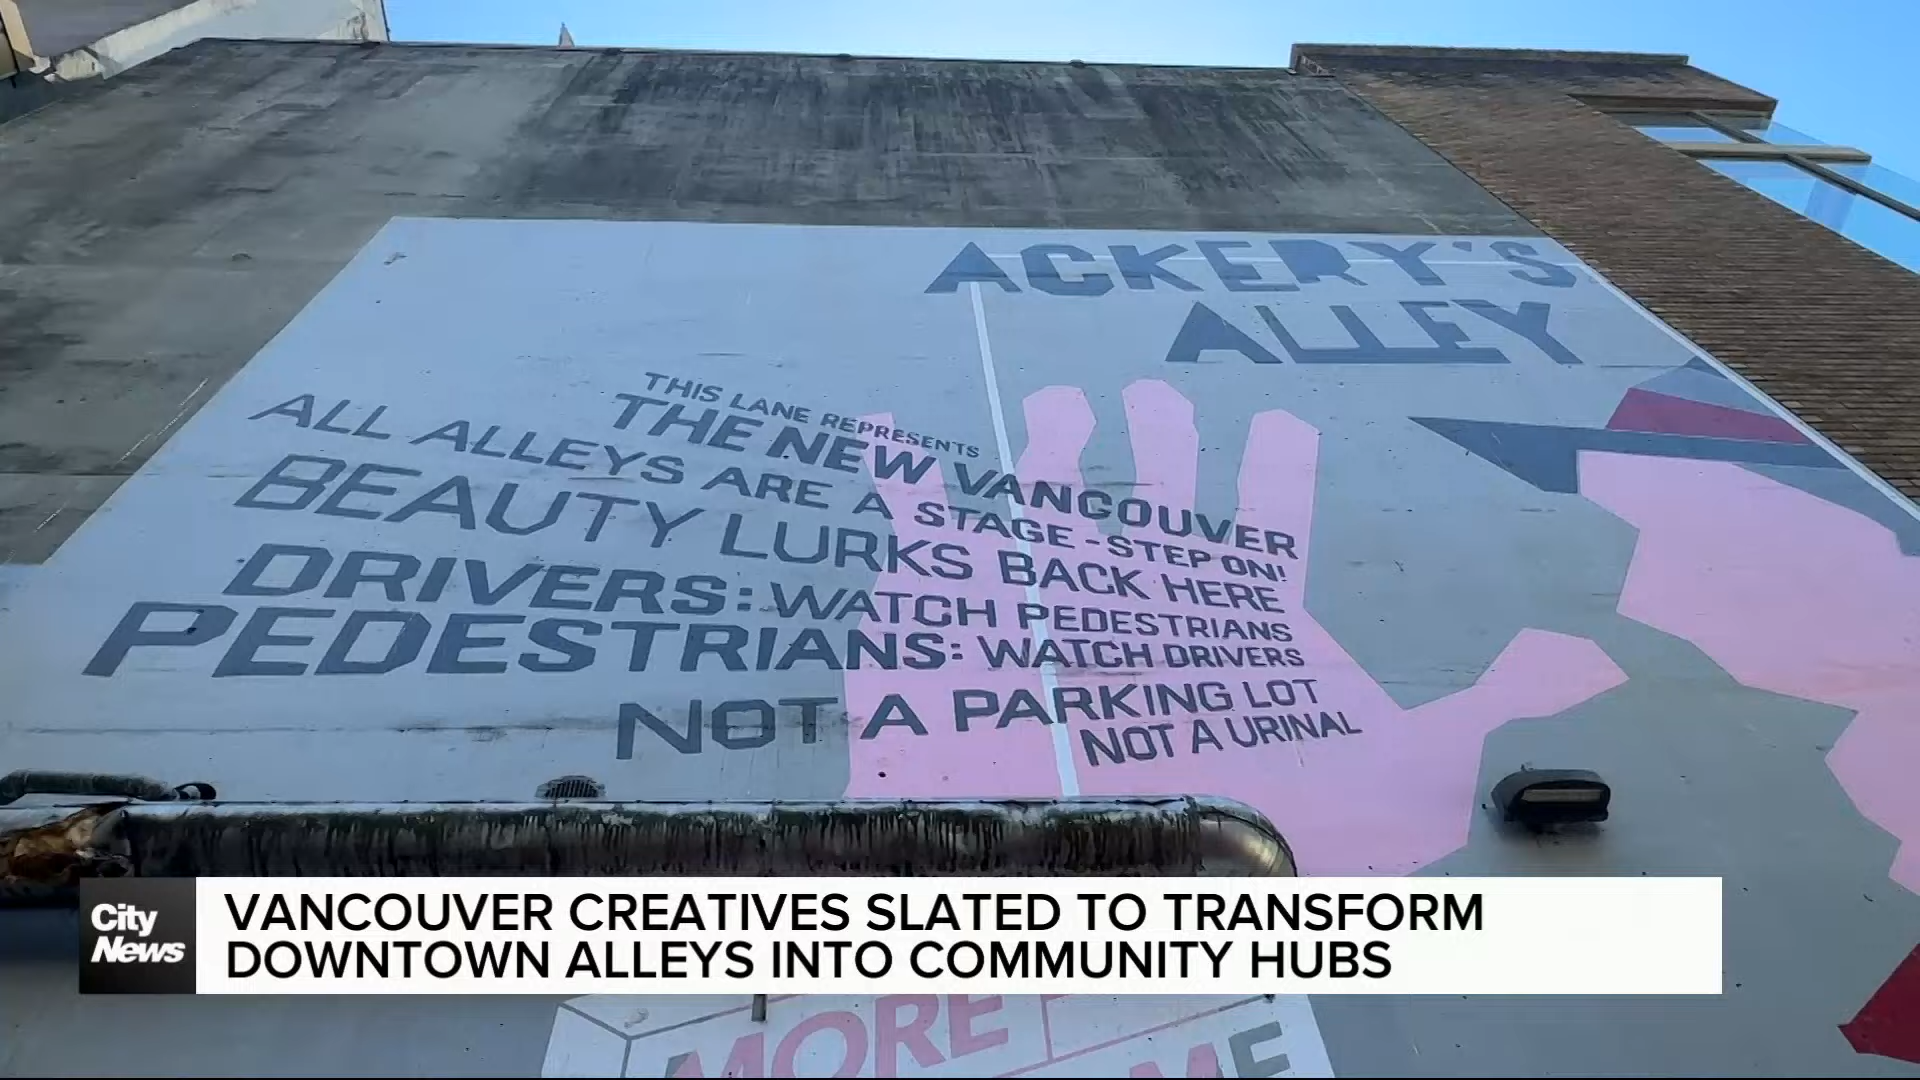 ACKERY'S
ALLEY
THIS LANE REPRESENTS
THE NEW VANCOUVER
ALL ALLEYS ARE A STAGE - STEP ON!
BEAUTY LURKS BACK HERE
DRIVERS: WATCH PEDESTRIANS
PEDESTRIANS: WATCH DRIVERS
NOT A PARKING LOT
NOT A URINAL
City
News
VANCOUVER CREATIVES SLATED TO TRANSFORM
DOWNTOWN ALLEYS INTO COMMUNITY HUBS
MORE